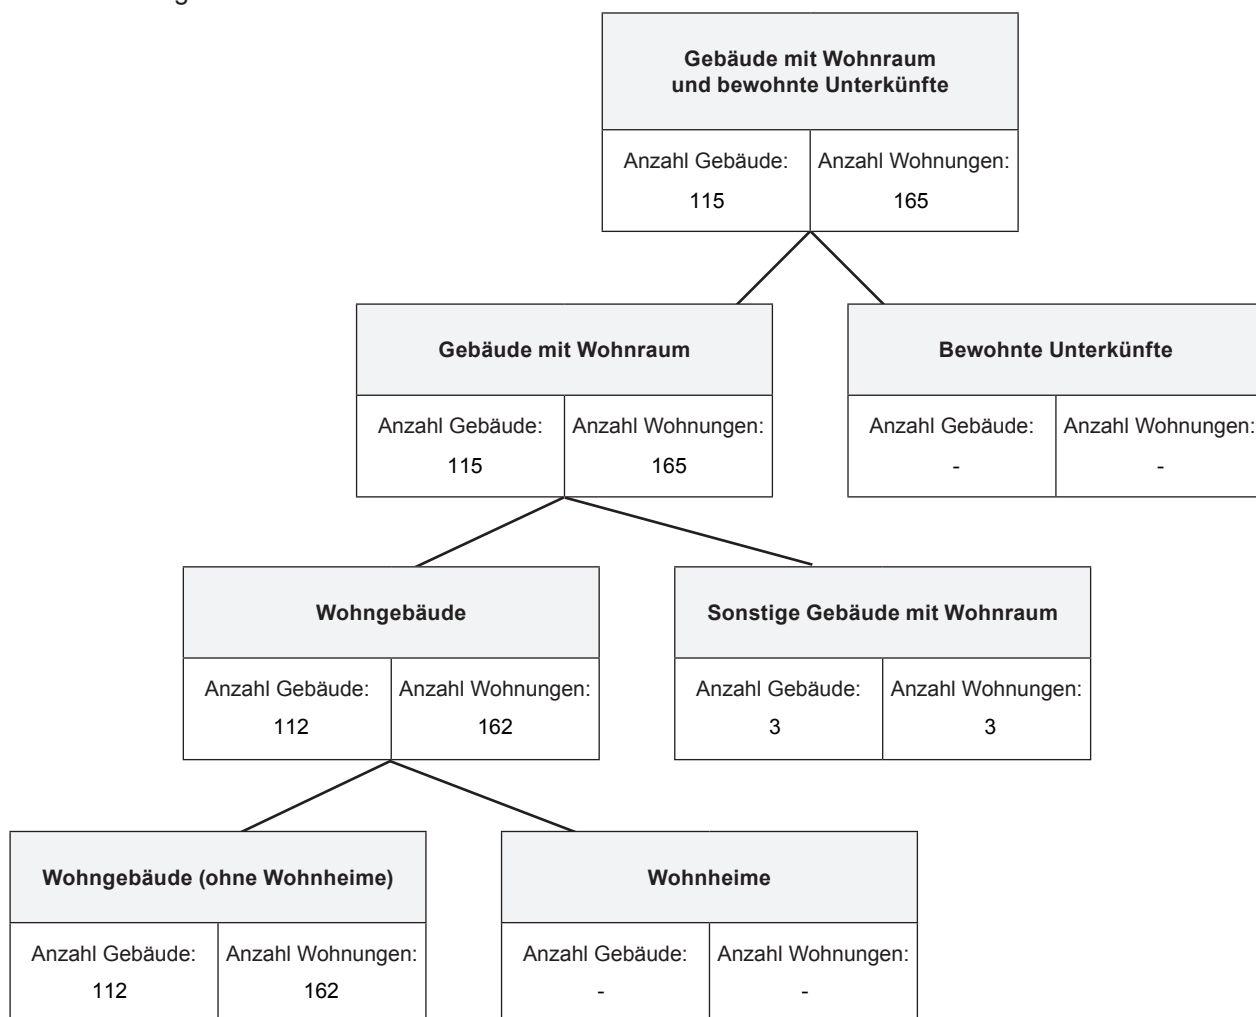 Gebäude mit Wohnraum
und bewohnte Unterkünfte
Anzahl Gebäude: Anzahl Wohnungen:
115 165
Gebäude mit Wohnraum
Anzahl Gebäude: Anzahl Wohnungen:
115 165
Bewohnte Unterkünfte
Anzahl Gebäude: Anzahl Wohnungen:
- -
Wohngebäude
Anzahl Gebäude: Anzahl Wohnungen:
112 162
Sonstige Gebäude mit Wohnraum
Anzahl Gebäude: Anzahl Wohnungen:
3 3
Wohngebäude (ohne Wohnheime)
Anzahl Gebäude: Anzahl Wohnungen:
112 162
Wohnheime
Anzahl Gebäude: Anzahl Wohnungen:
- -